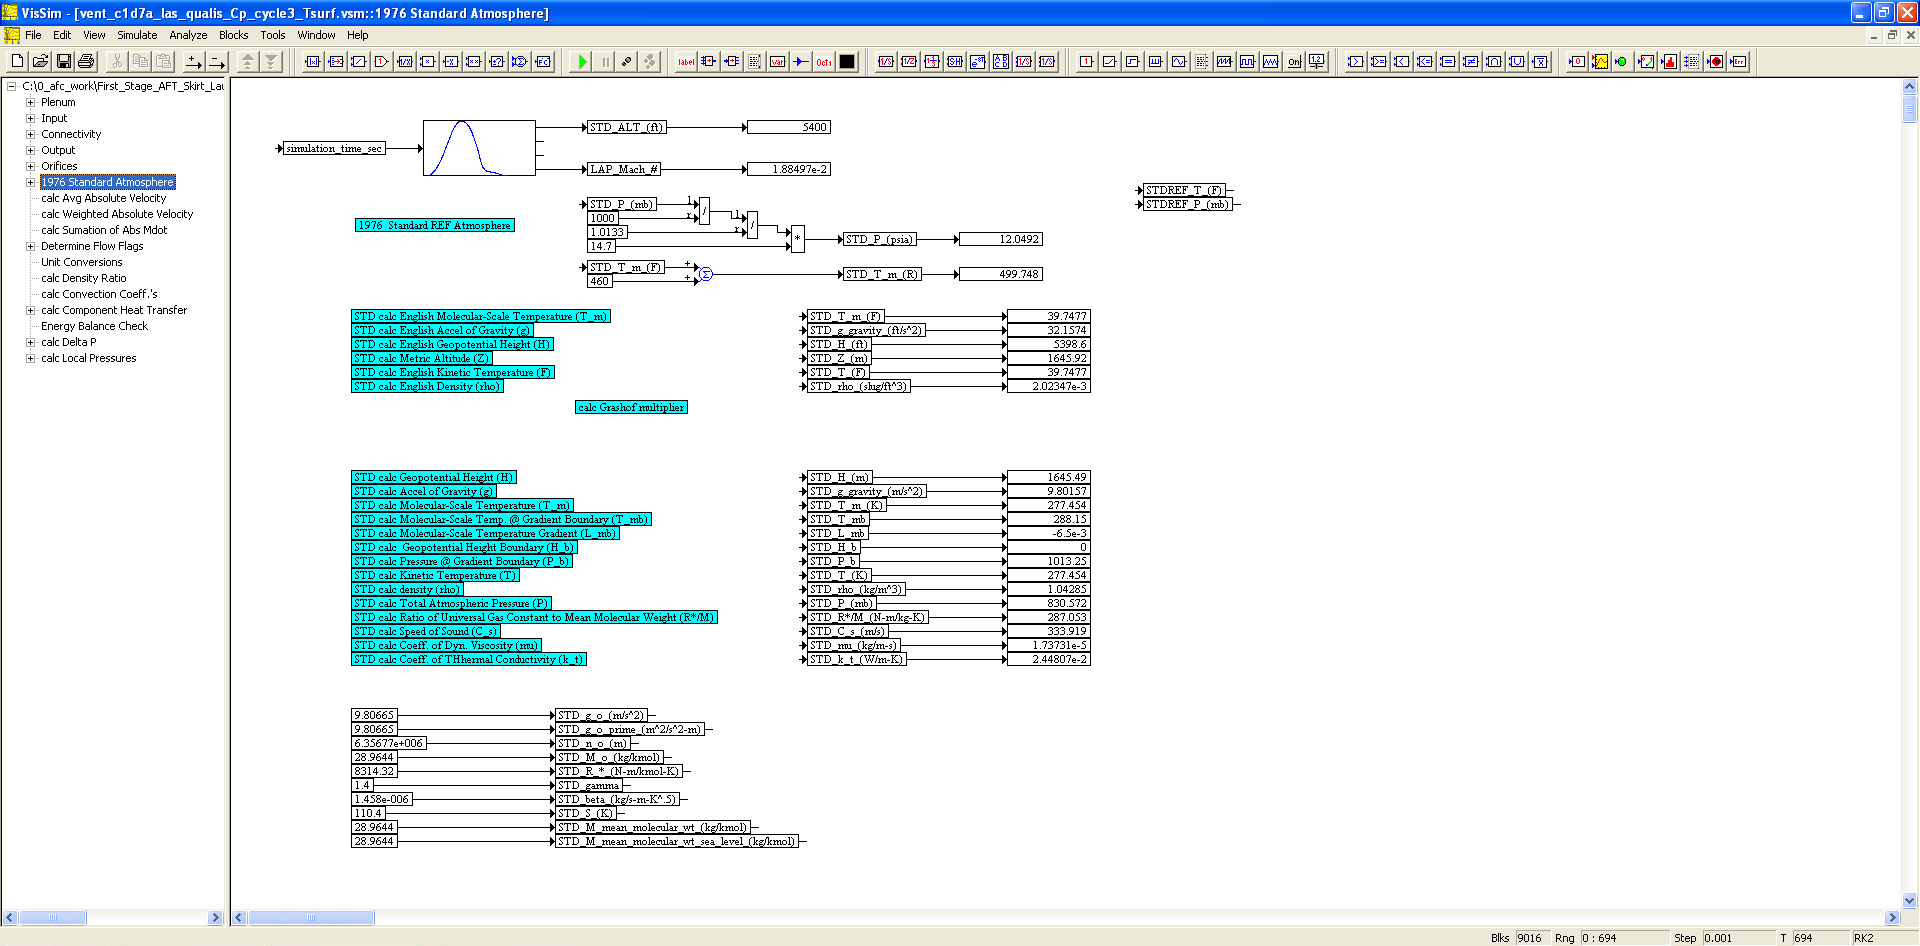 VisSim - [vent_c1d7a_las_qualis_Cp_cycle3_Tsurf.vsm::1976 Standard Atmosphere]
File Edit View Simulate Analyze Blocks Tools Window Help
C:\0_afc_work\First_Stage_AFT_Skirt_Lau
Plenum
Input
Connectivity
Output
Orifices
1976 Standard Atmosphere
calc Avg Absolute Velocity
calc Weighted Absolute Velocity
calc Sumation of Abs Mdot
Determine Flow Flags
Unit Conversions
calc Density Ratio
calc Convection Coeff.'s
calc Component Heat Transfer
Energy Balance Check
calc Delta P
calc Local Pressures
simulation_time_sec
STD_ALT_(ft) 5400
LAP_Mach_# 1.88497e-2
STDREF_T_(F)
STDREF_P_(mb)
1976 Standard REF Atmosphere
STD_P_(mb) l
1000 r / l
1.0133 r /
14.7 * STD_P_(psia) 12.0492
STD_T_m_(F) +
460 + Σ STD_T_m_(R) 499.748
STD calc English Molecular-Scale Temperature (T_m) STD_T_m_(F) 39.7477
STD calc English Accel of Gravity (g) STD_g_gravity_(ft/s^2) 32.1574
STD calc English Geopotential Height (H) STD_H_(ft) 5398.6
STD calc Metric Altitude (Z) STD_Z_(m) 1645.92
STD calc English Kinetic Temperature (F) STD_T_(F) 39.7477
STD calc English Density (rho) STD_rho_(slug/ft^3) 2.02347e-3
calc Grashof multiplier
STD calc Geopotential Height (H) STD_H_(m) 1645.49
STD calc Accel of Gravity (g) STD_g_gravity_(m/s^2) 9.80157
STD calc Molecular-Scale Temperature (T_m) STD_T_m_(K) 277.454
STD calc Molecular-Scale Temp. @ Gradient Boundary (T_mb) STD_T_mb 288.15
STD calc Molecular-Scale Temperature Gradient (L_mb) STD_L_mb -6.5e-3
STD calc Geopotential Height Boundary (H_b) STD_H_b 0
STD calc Pressure @ Gradient Boundary (P_b) STD_P_b 1013.25
STD calc Kinetic Temperature (T) STD_T_(K) 277.454
STD calc density (rho) STD_rho_(kg/m^3) 1.04285
STD calc Total Atmospheric Pressure (P) STD_P_(mb) 830.572
STD calc Ratio of Universal Gas Constant to Mean Molecular Weight (R*/M) STD_R*/M_(N-m/kg-K) 287.053
STD calc Speed of Sound (C_s) STD_C_s_(m/s) 333.919
STD calc Coeff. of Dyn. Viscosity (mu) STD_mu_(kg/m-s) 1.73731e-5
STD calc Coeff. of THhermal Conductivity (k_t) STD_k_t_(W/m-K) 2.44807e-2
9.80665 STD_g_o_(m/s^2)
9.80665 STD_g_o_prime_(m^2/s^2-m)
6.35677e+006 STD_n_o_(m)
28.9644 STD_M_o_(kg/kmol)
8314.32 STD_R_*_(N-m/kmol-K)
1.4 STD_gamma
1.458e-006 STD_beta_(kg/s-m-K^.5)
110.4 STD_S_(K)
28.9644 STD_M_mean_molecular_wt_(kg/kmol)
28.9644 STD_M_mean_molecular_wt_sea_level_(kg/kmol)
Blks 9016 Rng 0 : 694 Step 0.001 T 694 RK2